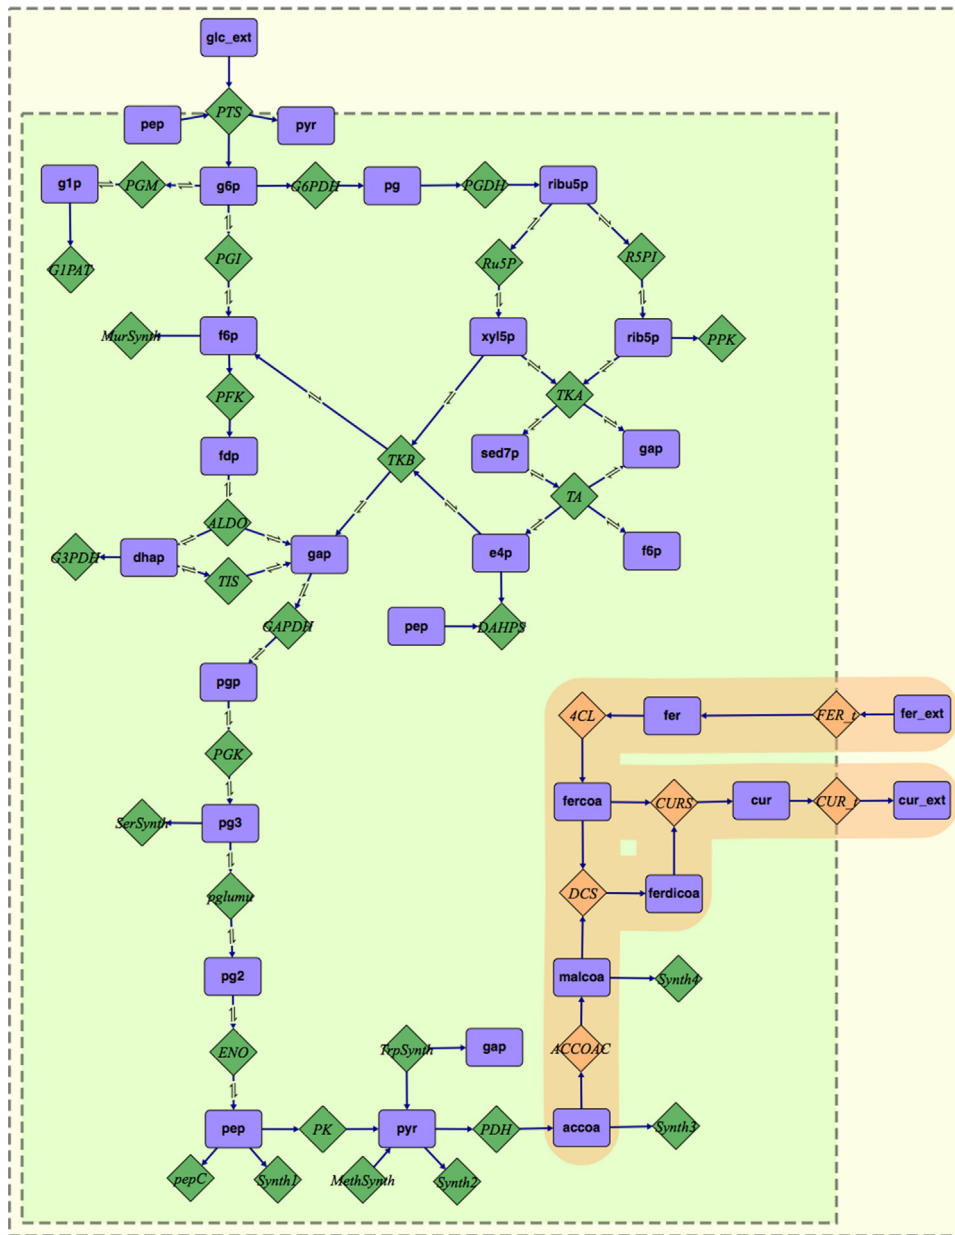 glc_ext
PTS
pep
pyr
g1p
PGM
g6p
G6PDH
pg
PGDH
ribu5p
G1PAT
PGI
Ru5P
R5PI
MurSynth
f6p
xyl5p
rib5p
PPK
PFK
TKA
fdp
TKB
sed7p
gap
TA
ALDO
G3PDH
dhap
gap
e4p
f6p
TIS
GAPDH
pep
DAHPS
pgp
4CL
fer
FER_t
fer_ext
PGK
fercoa
CURS
cur
CUR_t
cur_ext
SerSynth
pg3
pglumu
DCS
ferdicoa
pg2
malcoa
Synth4
ENO
TrpSynth
gap
ACCOAC
pep
PK
pyr
PDH
accoa
Synth3
pepC
Synth1
MethSynth
Synth2